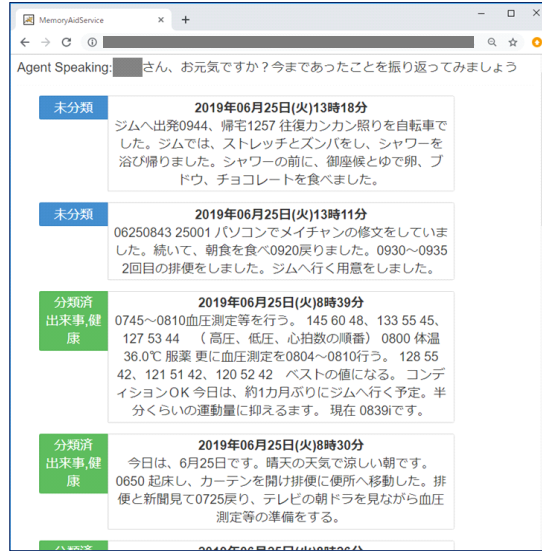 MemoryAidService
Agent Speaking: さん、お元気ですか？今まであったことを振り返ってみましょう
未分類
2019年06月25日(火)13時18分
ジムへ出発0944、帰宅1257 往復カンカン照りを自転車で
した。ジムでは、ストレッチとズンバをし、シャワーを
浴び帰りました。シャワーの前に、御座候とゆで卵、ブ
ドウ、チョコレートを食べました。
未分類
2019年06月25日(火)13時11分
06250843 25001 パソコンでメイチャンの修文をしていま
した。続いて、朝食を食べ0920戻りました。0930～0935
2回目の排便をしました。ジムへ行く用意をしました。
分類済
出来事,健
康
2019年06月25日(火)8時39分
0745～0810血圧測定等を行う。 145 60 48、133 55 45、
127 53 44 （ 高圧、低圧、心拍数の順番） 0800 体温
36.0℃ 服薬 更に血圧測定を0804～0810行う。 128 55
42、121 51 42、120 52 42 ベストの値になる。 コンデ
ィションＯＫ 今日は、約1カ月ぶりにジムへ行く予定。半
分くらいの運動量に抑えるます。 現在 0839iです。
分類済
出来事,健
康
2019年06月25日(火)8時30分
今日は、6月25日です。晴天の天気で涼しい朝です。
0650 起床し、カーテンを開け排便に便所へ移動した。排
便と新聞見て0725戻り、テレビの朝ドラを見ながら血圧
測定等の準備をする。
分類済
2019年06月25日(火)8時26分